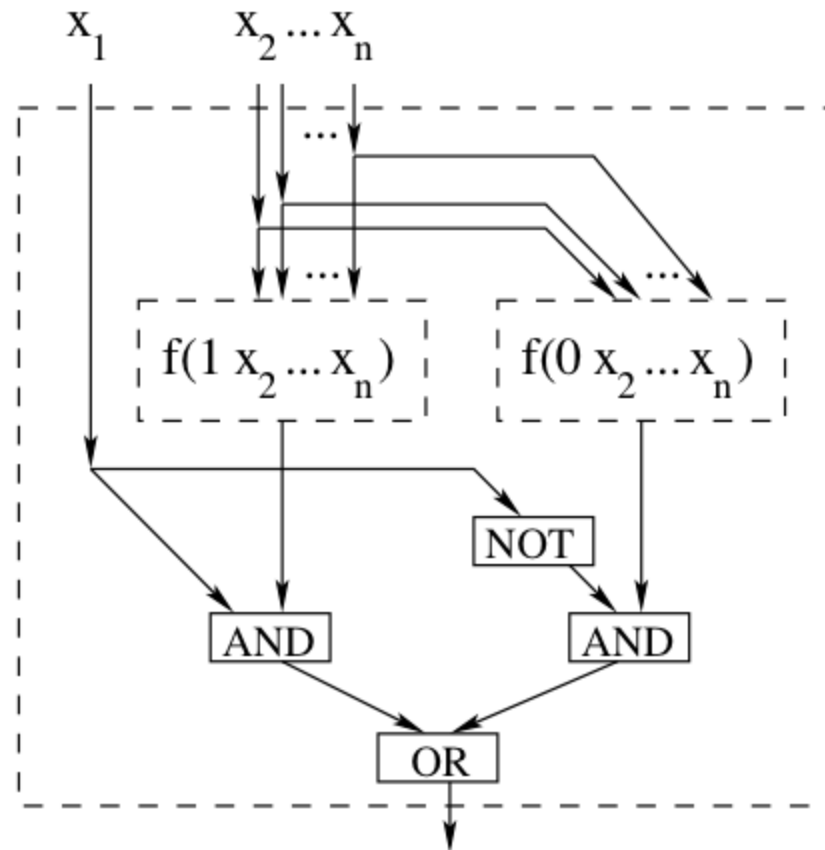 x1 x2 ... xn
...
... ...
f(1 x2 ... xn) f(0 x2 ... xn)
NOT
AND AND
OR